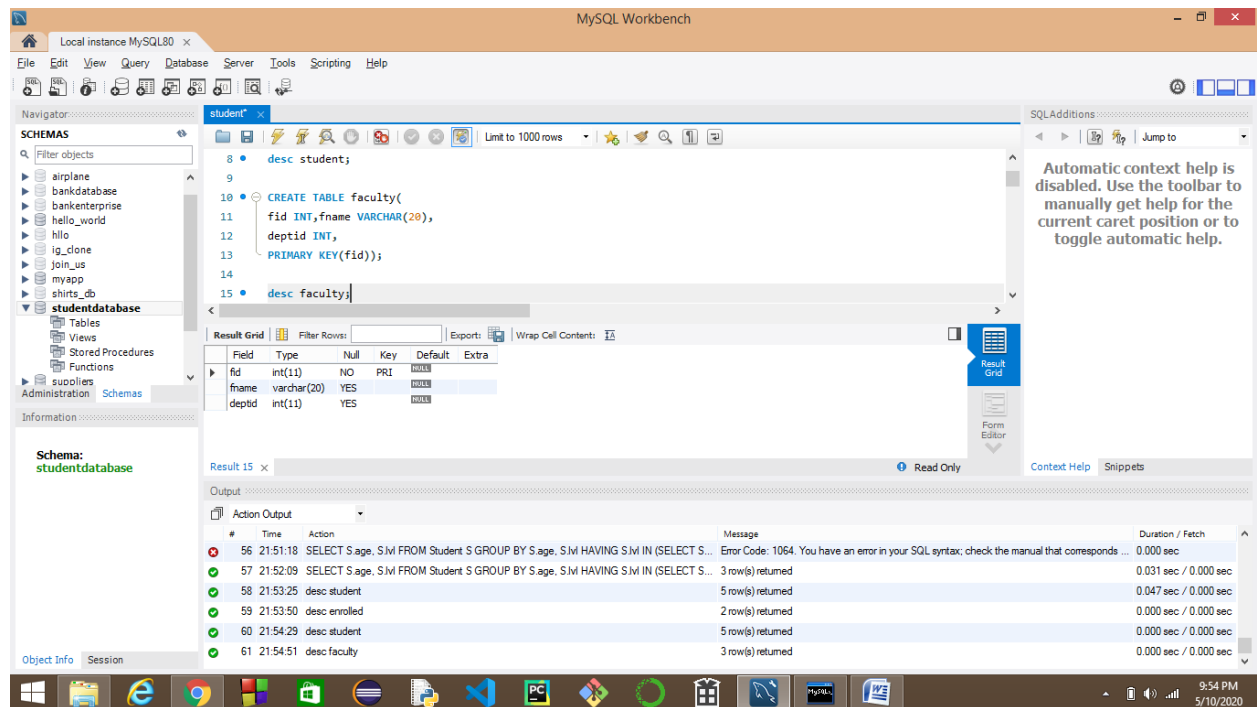 MySQL Workbench
Local instance MySQL80
File Edit View Query Database Server Tools Scripting Help
Navigator
SCHEMAS
Filter objects
airplane
bankdatabase
bankenterprise
hello_world
hllo
ig_clone
join_us
myapp
shirts_db
studentdatabase
Tables
Views
Stored Procedures
Functions
suppliers
Administration Schemas
Information
Schema:
studentdatabase
Object Info Session
student*
Limit to 1000 rows
8 desc student;
9
10 CREATE TABLE faculty(
11 fid INT,fname VARCHAR(20),
12 deptid INT,
13 PRIMARY KEY(fid));
14
15 desc faculty;
Result Grid Filter Rows: Export: Wrap Cell Content:
Field Type Null Key Default Extra
fid int(11) NO PRI NULL
fname varchar(20) YES NULL
deptid int(11) YES NULL
Result Grid
Form Editor
Result 15 Read Only
SQLAdditions
Jump to
Automatic context help is
disabled. Use the toolbar to
manually get help for the
current caret position or to
toggle automatic help.
Context Help Snippets
Output
Action Output
# Time Action Message Duration / Fetch
56 21:51:18 SELECT S.age, S.lvl FROM Student S GROUP BY S.age, S.lvl HAVING S.lvl IN (SELECT S... Error Code: 1064. You have an error in your SQL syntax; check the manual that corresponds ... 0.000 sec
57 21:52:09 SELECT S.age, S.lvl FROM Student S GROUP BY S.age, S.lvl HAVING S.lvl IN (SELECT S... 3 row(s) returned 0.031 sec / 0.000 sec
58 21:53:25 desc student 5 row(s) returned 0.047 sec / 0.000 sec
59 21:53:50 desc enrolled 2 row(s) returned 0.000 sec / 0.000 sec
60 21:54:29 desc student 5 row(s) returned 0.000 sec / 0.000 sec
61 21:54:51 desc faculty 3 row(s) returned 0.000 sec / 0.000 sec
PC
MySQL
9:54 PM
5/10/2020